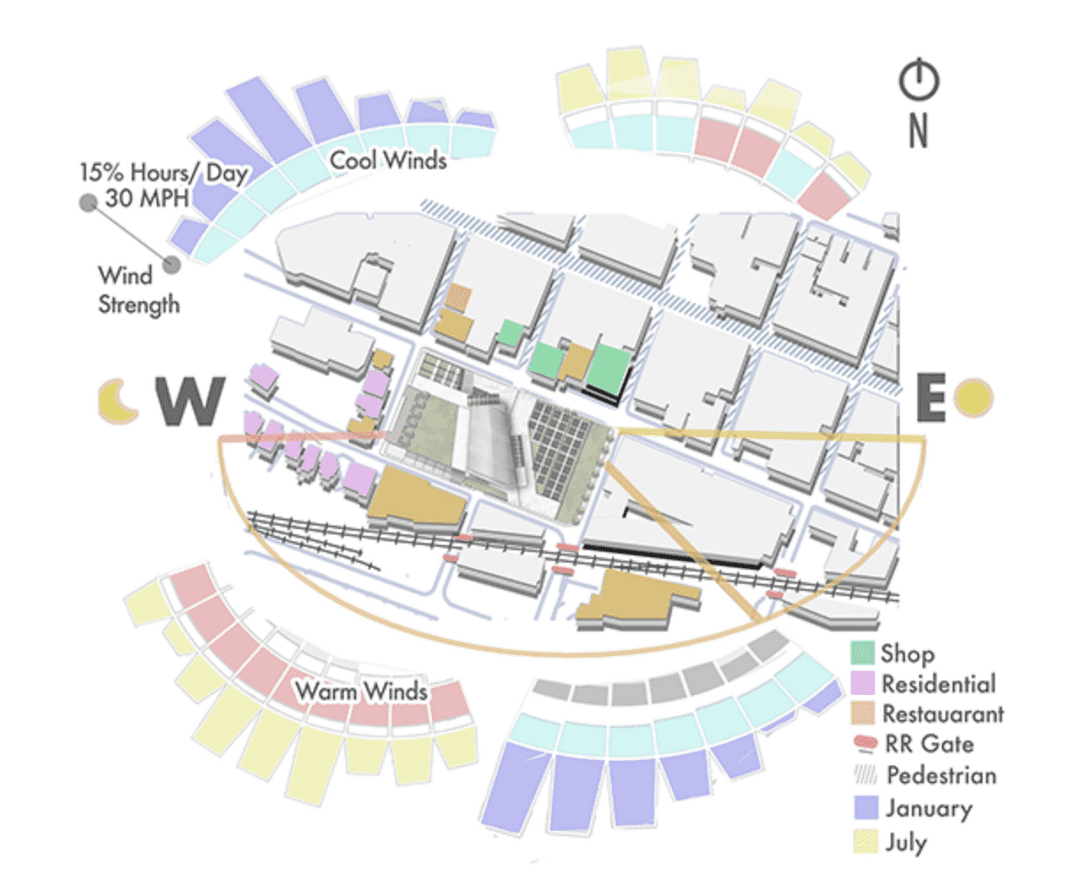 N
Cool Winds
15% Hours/ Day
30 MPH
Wind
Strength
W
E
Warm Winds
Shop
Residential
Restauarant
RR Gate
Pedestrian
January
July